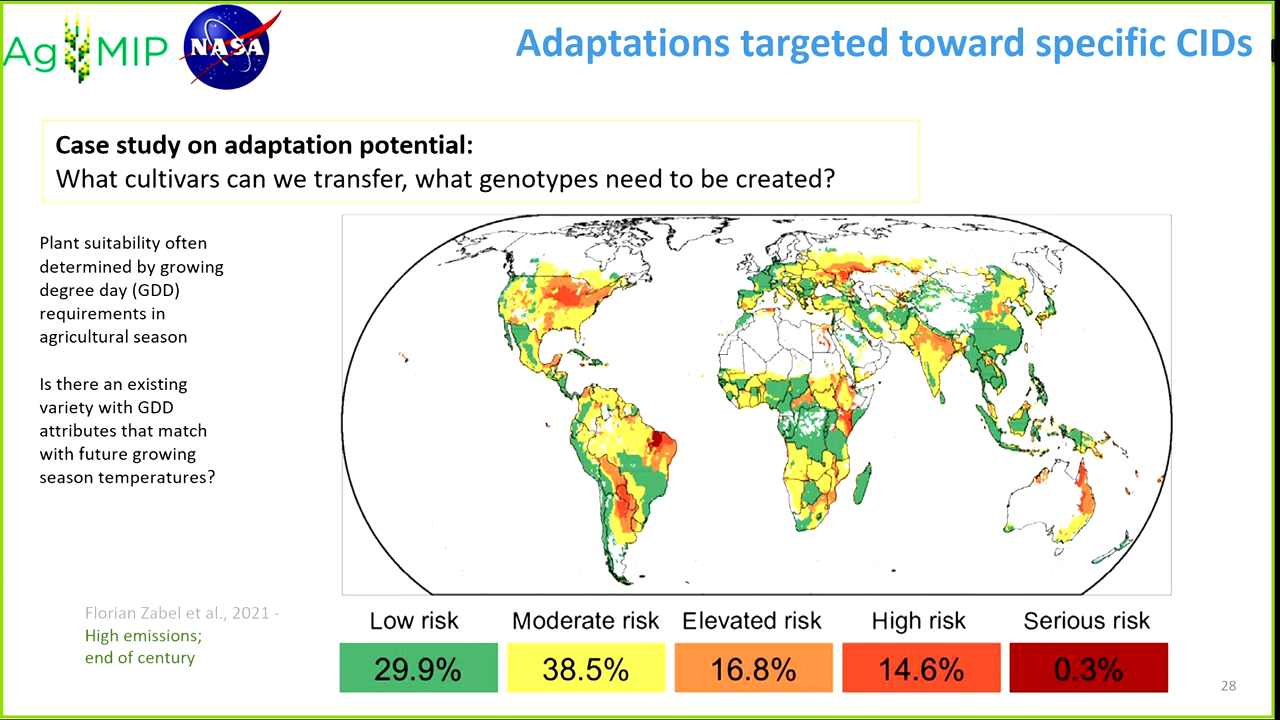 AgMIP
NASA
Adaptations targeted toward specific CIDs
Case study on adaptation potential:
What cultivars can we transfer, what genotypes need to be created?
Plant suitability often
determined by growing
degree day (GDD)
requirements in
agricultural season
Is there an existing
variety with GDD
attributes that match
with future growing
season temperatures?
Florian Zabel et al., 2021 -
High emissions;
end of century
Low risk
Moderate risk
Elevated risk
High risk
Serious risk
29.9%
38.5%
16.8%
14.6%
0.3%
28